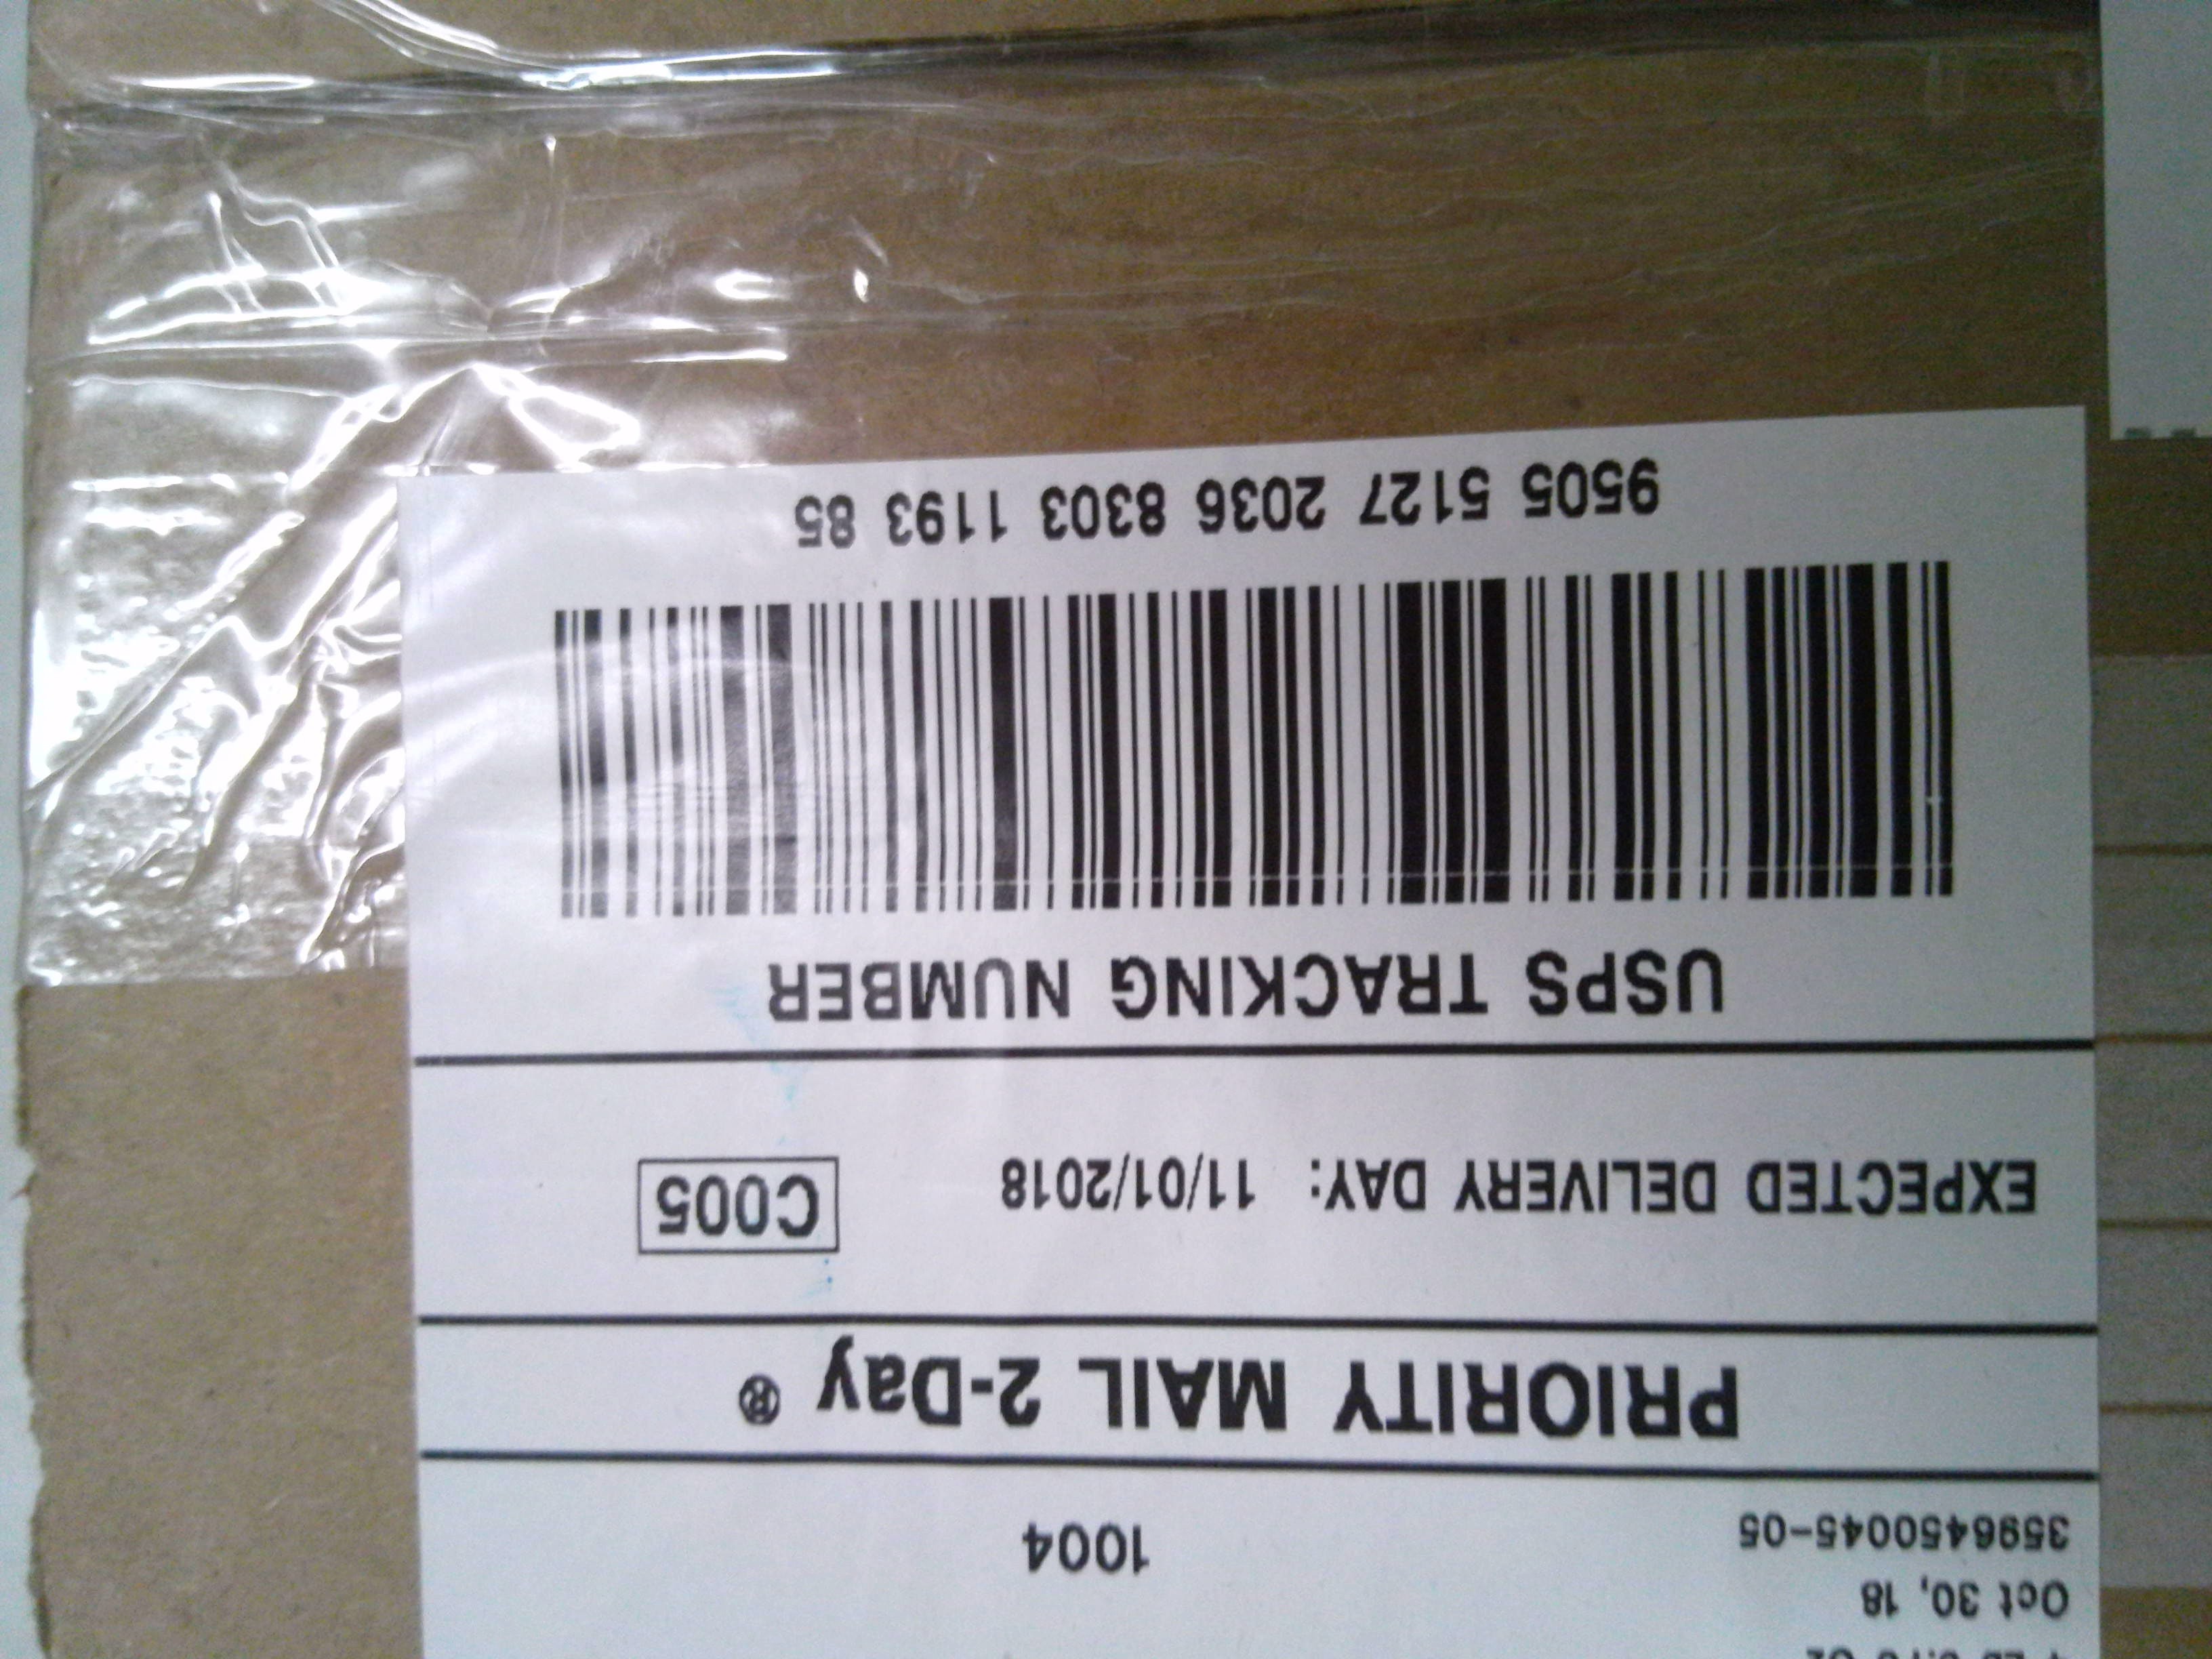 Oct 30, 18
3596450045-05
1004
PRIORITY MAIL 2-Day ®
EXPECTED DELIVERY DAY: 11/01/2018
C005
USPS TRACKING NUMBER
9505 5127 2036 8303 1193 85